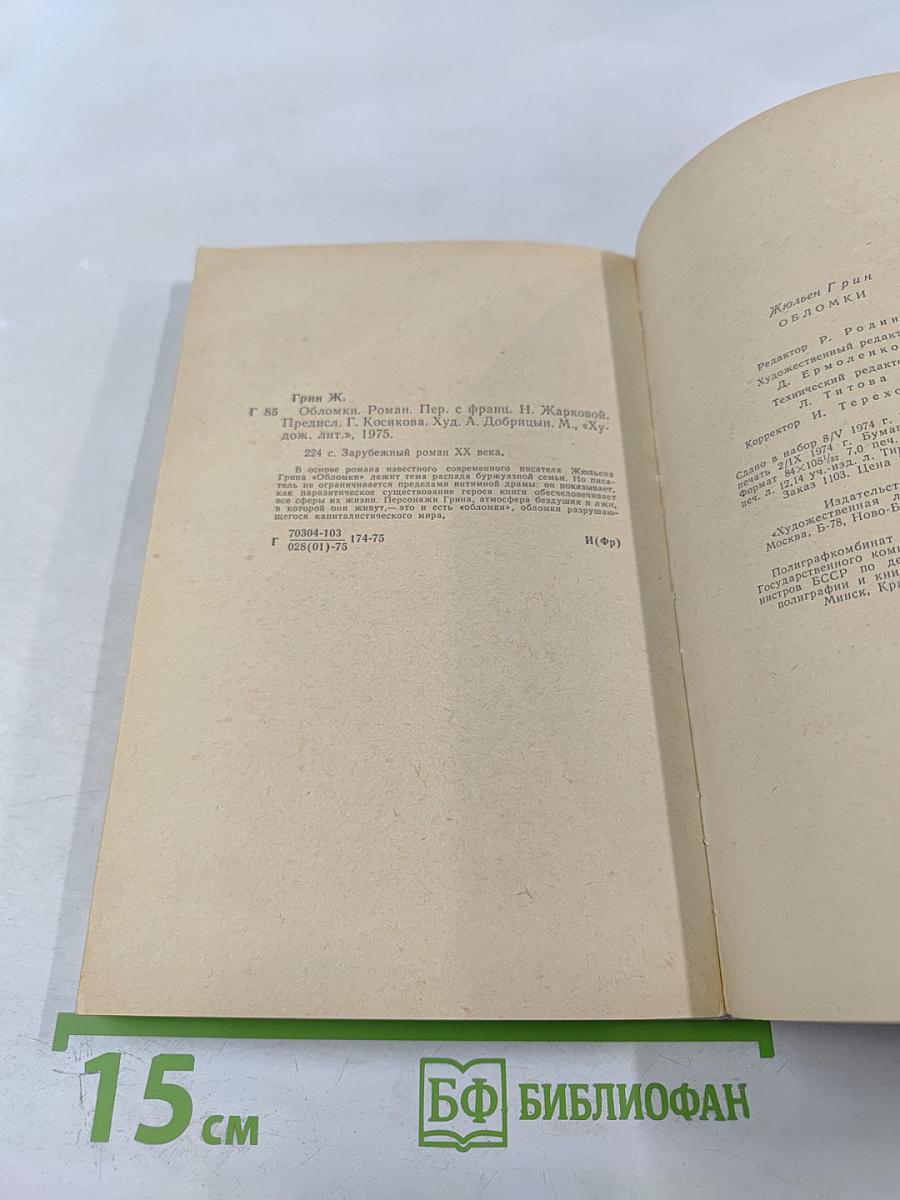 Грин Ж.
Г 85 Обломки. Роман. Пер. с франц. Н. Жарковой.
Предисл. Г. Косикова. Худ. А. Добрицын. М., «Ху-
дож. лит.», 1975.
224 с. Зарубежный роман XX века.
В основе романа известного современного писателя Жюльена
Грина «Обломки» лежит тема распада буржуазной семьи. Но писа-
тель не ограничивается пределами интимной драмы: он показывает,
как паразитическое существование героев книги обесчеловечивает
все сферы их жизни. Персонажи Грина, атмосфера бездушия и лжи,
в которой они живут,— это и есть «обломки», обломки разрушаю-
щегося капиталистического мира.
Г 70304-103 174-75 И(Фр)
028(01)-75
Жюльен Грин
ОБЛОМКИ
Редактор Р. Родин
Художественный редакт
Д. Ермоленко
Технический редакто
Л. Титова
Корректор И. Терехо
Сдано в набор 8/V 1974 г.
печать 2/IX 1974 г. Бумаг
Формат 84×108¹/₃₂ 7,0 печ.
печ. л. 12,14 уч.-изд. л. Тир
Заказ 1103. Цена
Издательст
«Художественная л
Москва, Б-78, Ново-Б
Полиграфкомбинат
Государственного коми
нистров БССР по де
полиграфии и кни
Минск, Кра
15 см
БФ БИБЛИОФАН